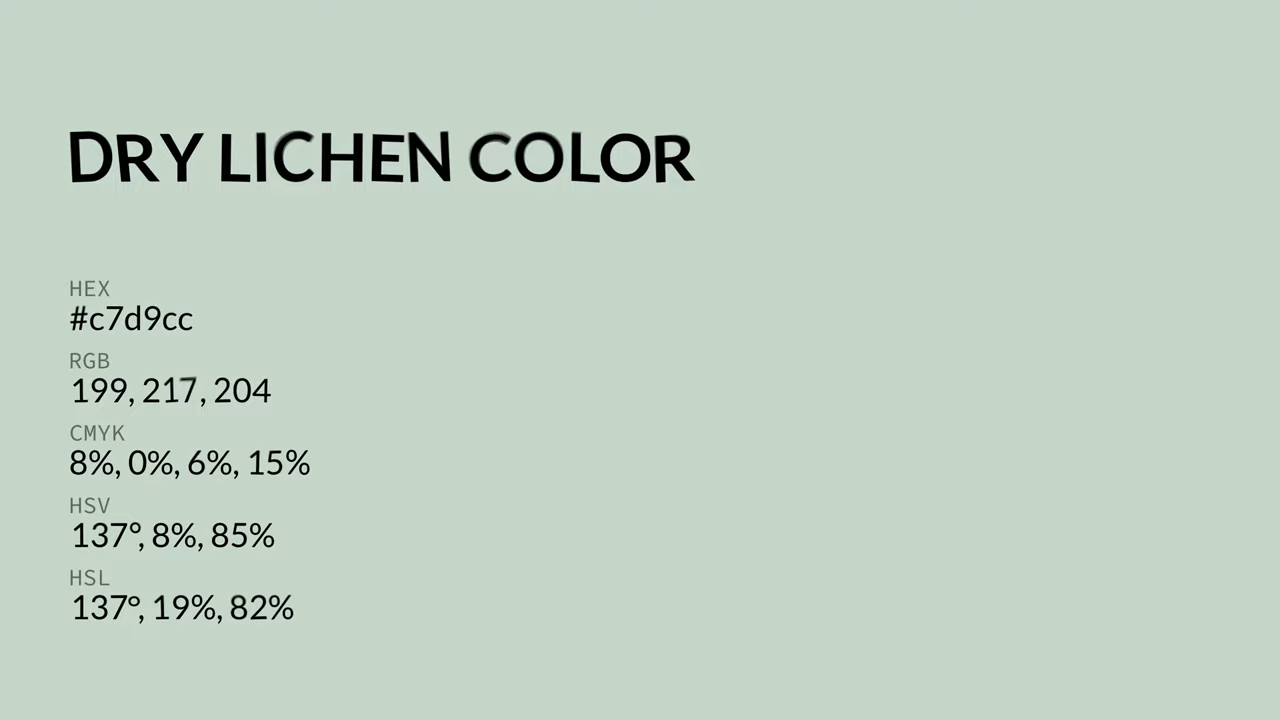 DRY LICHEN COLOR
HEX
#c7d9cc
RGB
199, 217, 204
CMYK
8%, 0%, 6%, 15%
HSV
137°, 8%, 85%
HSL
137°, 19%, 82%